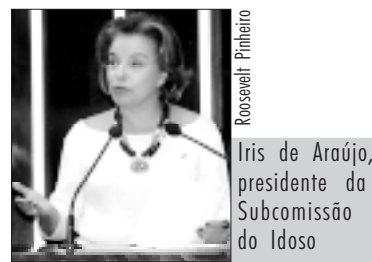 Roosevelt Pinheiro
Iris de Araújo,
presidente da
Subcomissão
do Idoso